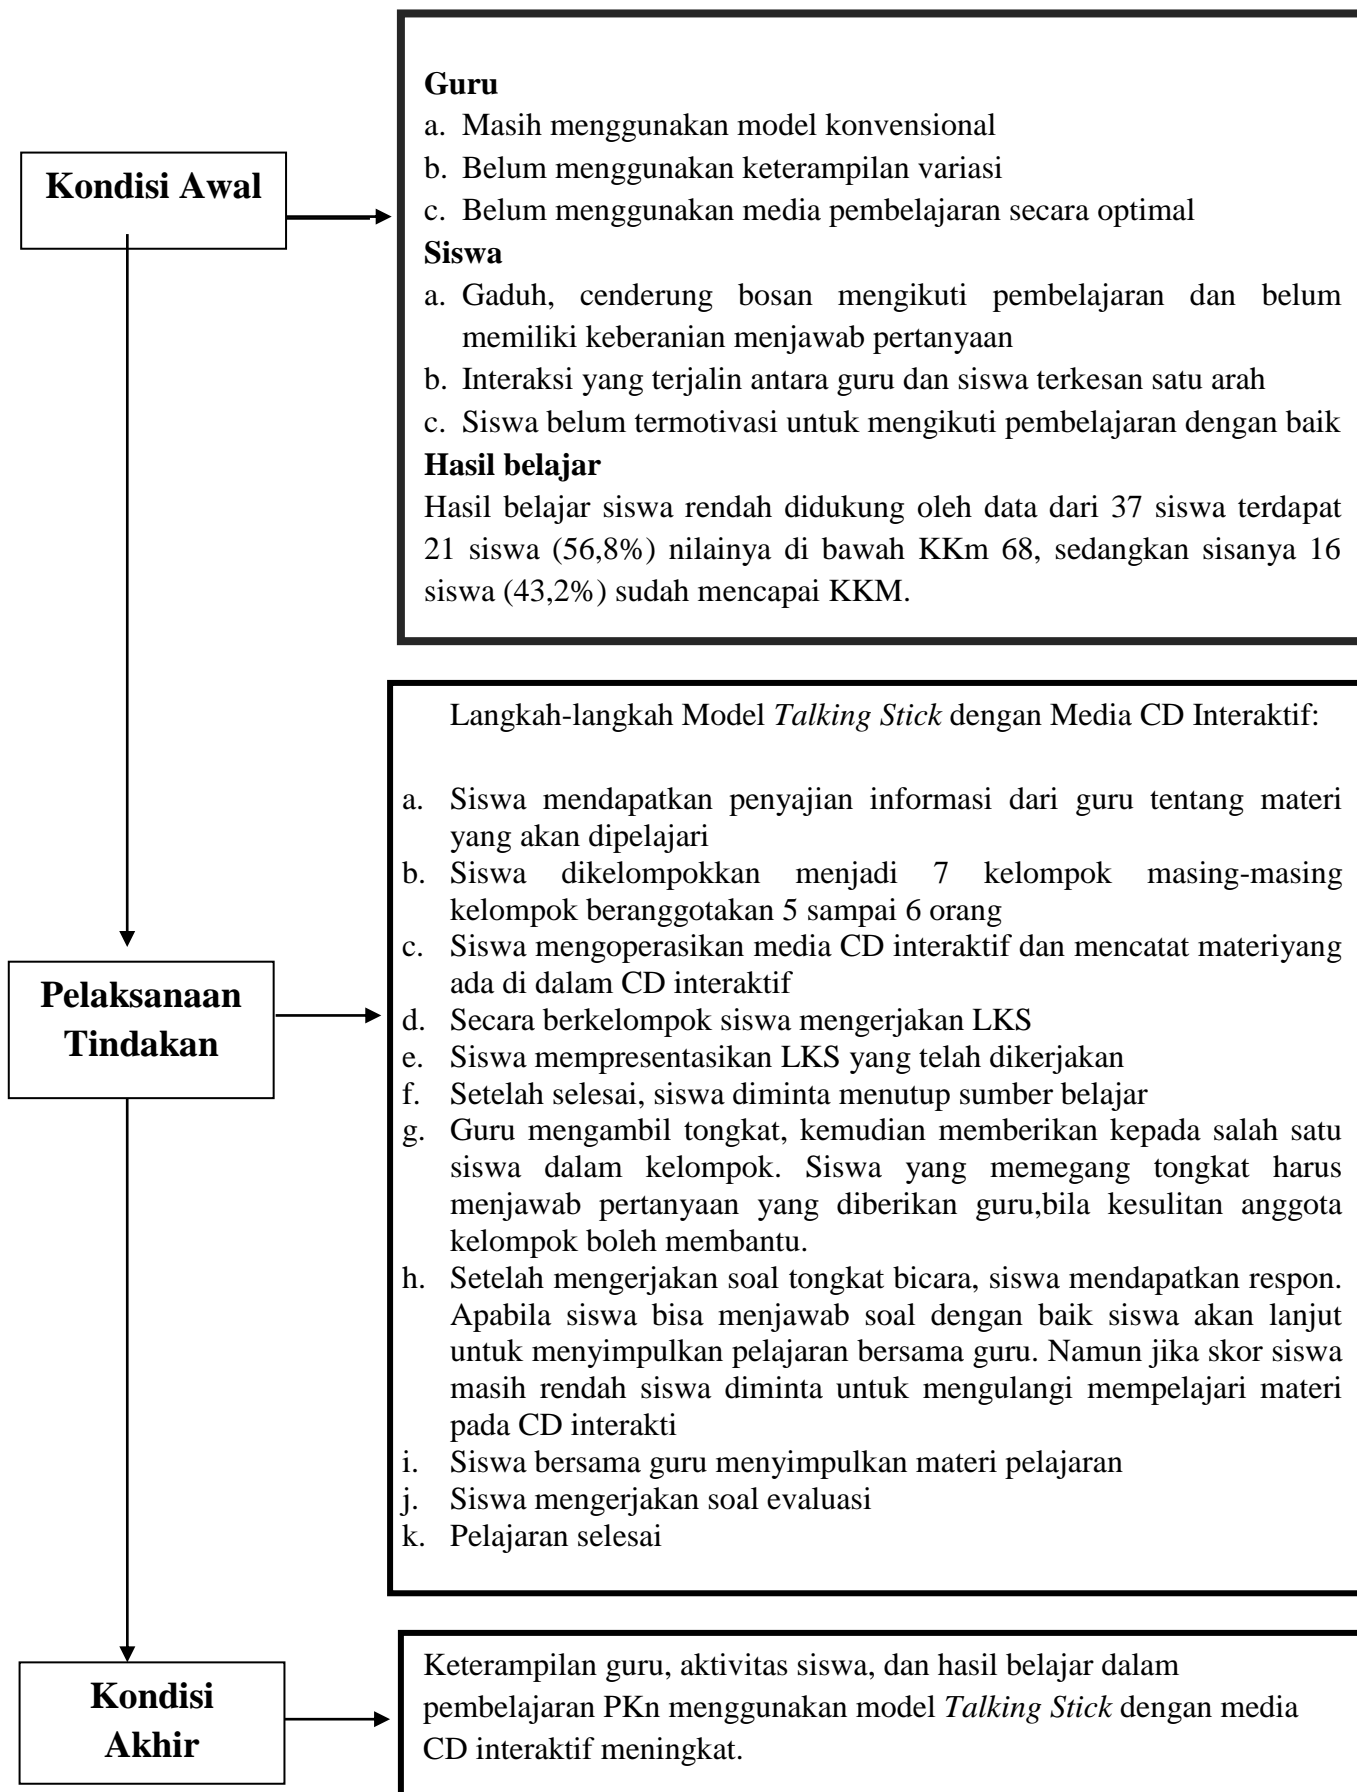 Guru
a. Masih menggunakan model konvensional
b. Belum menggunakan keterampilan variasi
c. Belum menggunakan media pembelajaran secara optimal
Siswa
a. Gaduh, cenderung bosan mengikuti pembelajaran dan belum
memiliki keberanian menjawab pertanyaan
b. Interaksi yang terjalin antara guru dan siswa terkesan satu arah
c. Siswa belum termotivasi untuk mengikuti pembelajaran dengan baik
Hasil belajar
Hasil belajar siswa rendah didukung oleh data dari 37 siswa terdapat
21 siswa (56,8%) nilainya di bawah KKm 68, sedangkan sisanya 16
siswa (43,2%) sudah mencapai KKM.
Kondisi Awal
Langkah-langkah Model Talking Stick dengan Media CD Interaktif:
a. Siswa mendapatkan penyajian informasi dari guru tentang materi
yang akan dipelajari
b. Siswa dikelompokkan menjadi 7 kelompok masing-masing
kelompok beranggotakan 5 sampai 6 orang
c. Siswa mengoperasikan media CD interaktif dan mencatat materiyang
ada di dalam CD interaktif
d. Secara berkelompok siswa mengerjakan LKS
e. Siswa mempresentasikan LKS yang telah dikerjakan
f. Setelah selesai, siswa diminta menutup sumber belajar
g. Guru mengambil tongkat, kemudian memberikan kepada salah satu
siswa dalam kelompok. Siswa yang memegang tongkat harus
menjawab pertanyaan yang diberikan guru,bila kesulitan anggota
kelompok boleh membantu.
h. Setelah mengerjakan soal tongkat bicara, siswa mendapatkan respon.
Apabila siswa bisa menjawab soal dengan baik siswa akan lanjut
untuk menyimpulkan pelajaran bersama guru. Namun jika skor siswa
masih rendah siswa diminta untuk mengulangi mempelajari materi
pada CD interakti
i. Siswa bersama guru menyimpulkan materi pelajaran
j. Siswa mengerjakan soal evaluasi
k. Pelajaran selesai
Pelaksanaan
Tindakan
Kondisi
Akhir
Keterampilan guru, aktivitas siswa, dan hasil belajar dalam
pembelajaran PKn menggunakan model Talking Stick dengan media
CD interaktif meningkat.